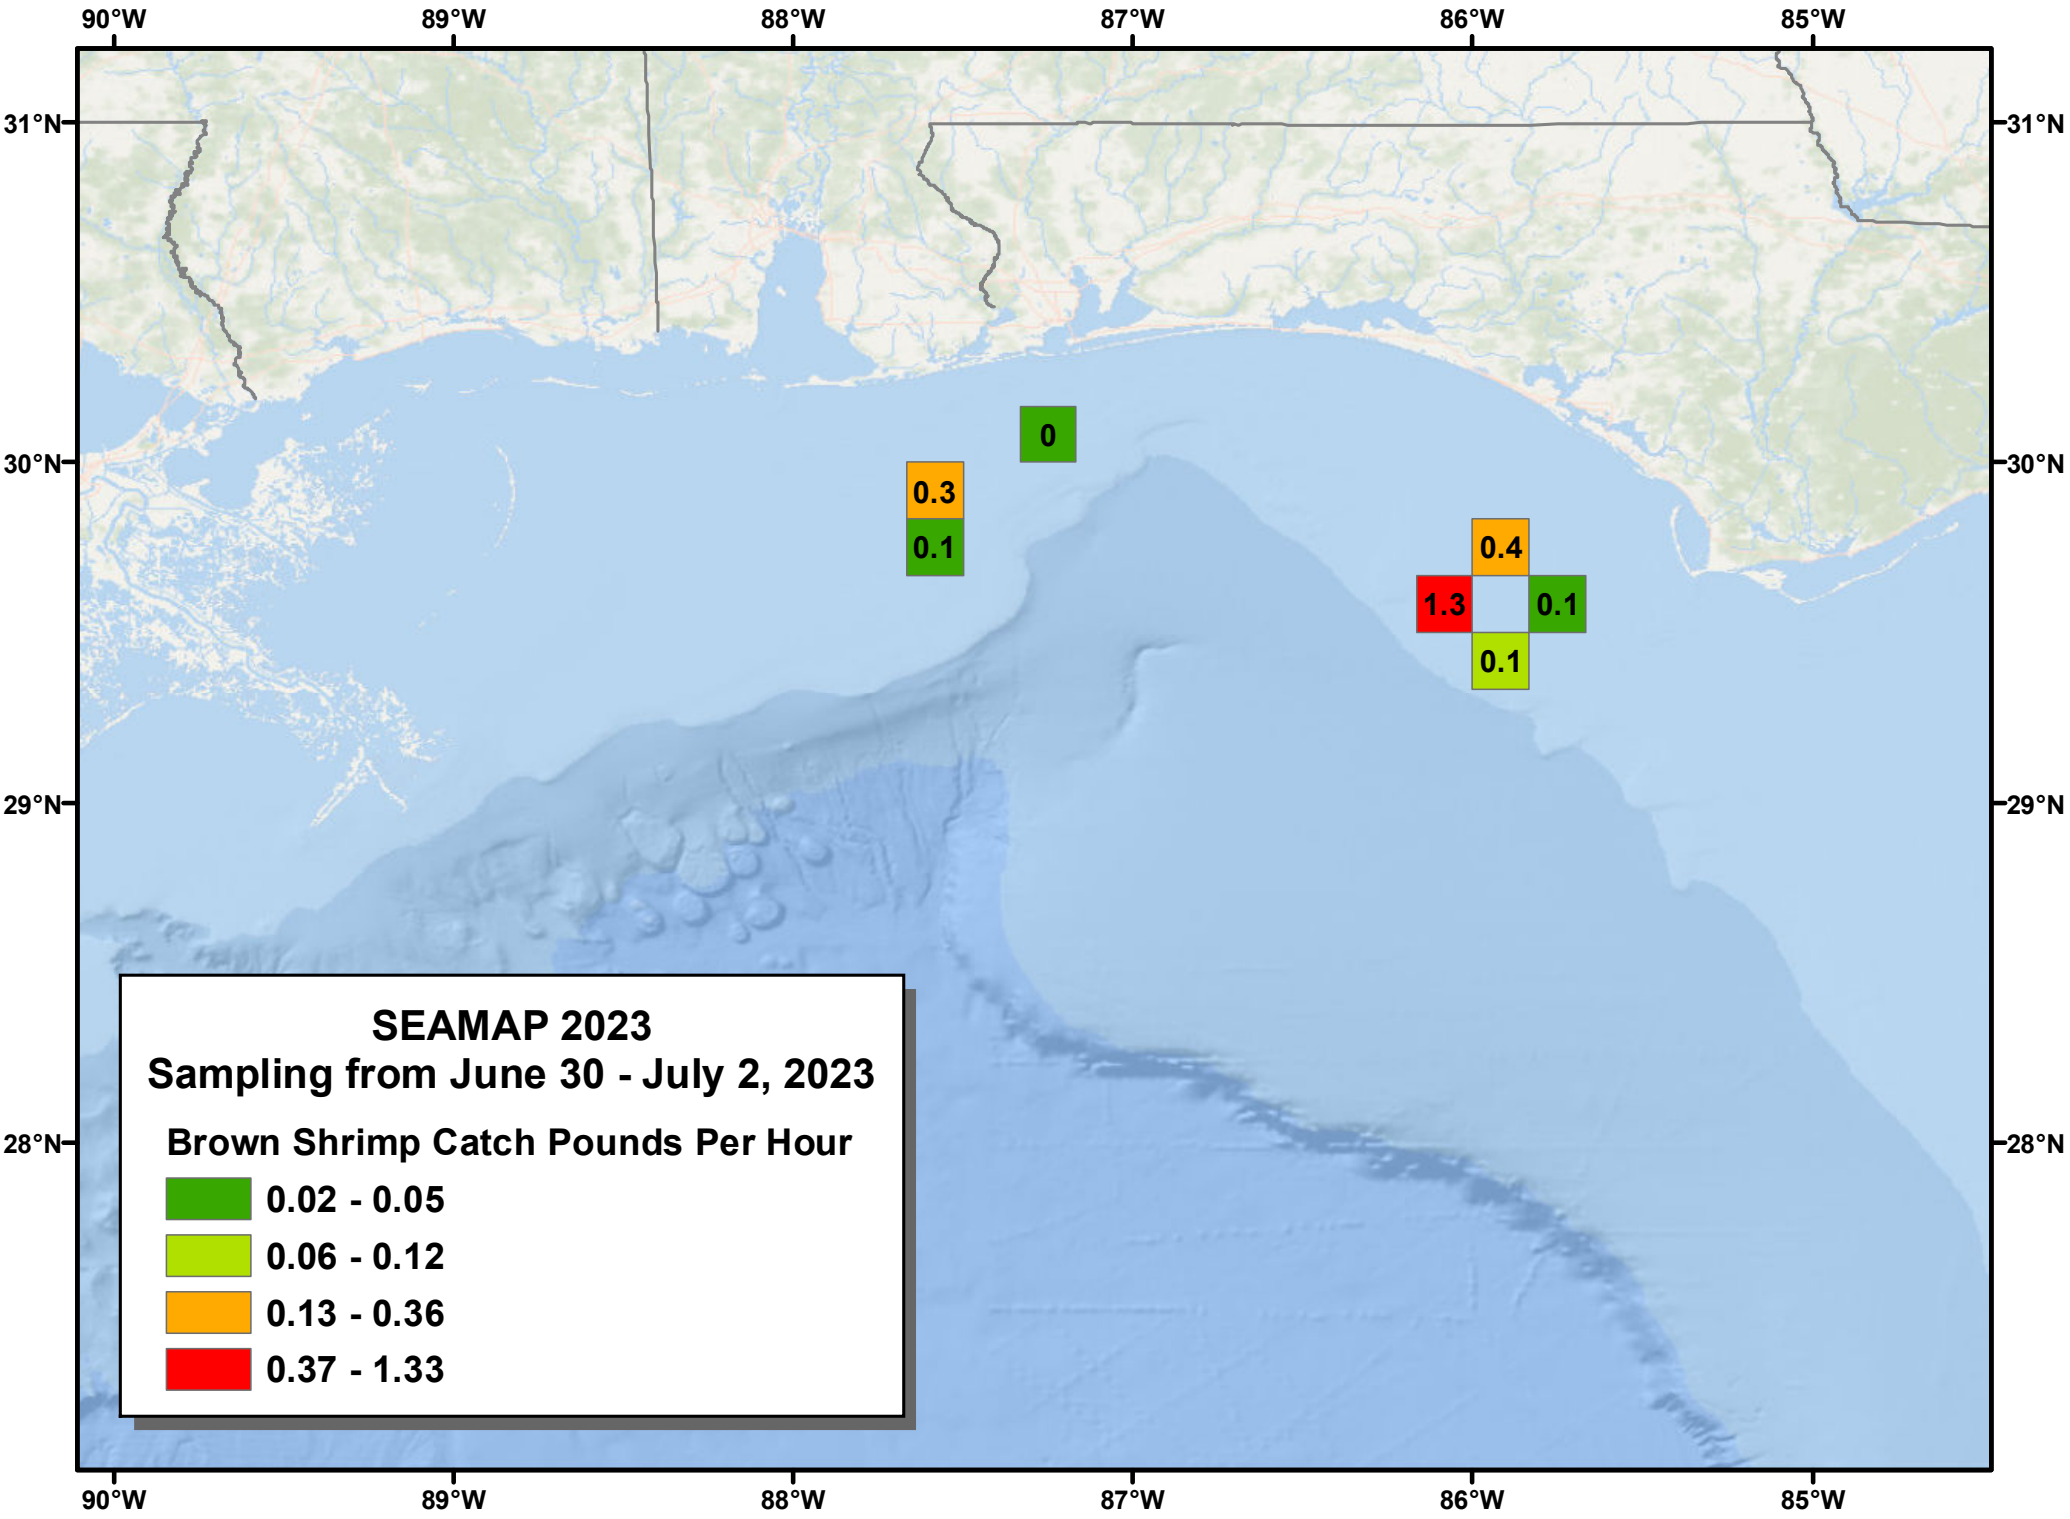 90°W 89°W 88°W 87°W 86°W 85°W
31°N 31°N
0
30°N 30°N
0.3
0.1 0.4
1.3 0.1
0.1
29°N 29°N
SEAMAP 2023
Sampling from June 30 - July 2, 2023
Brown Shrimp Catch Pounds Per Hour
28°N 28°N
0.02 - 0.05
0.06 - 0.12
0.13 - 0.36
0.37 - 1.33
90°W 89°W 88°W 87°W 86°W 85°W